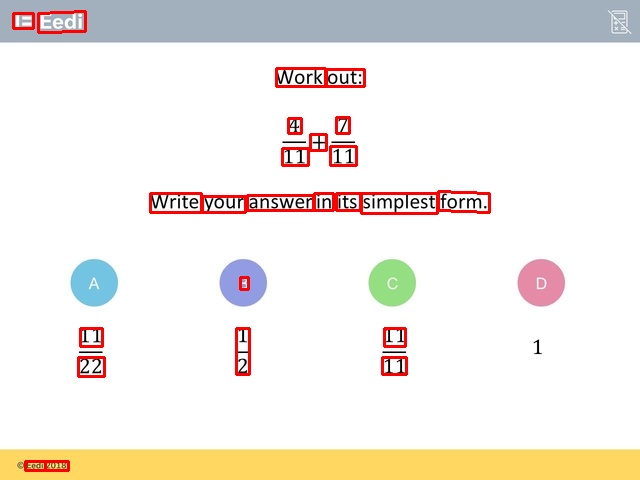 Eedi
Work out:
4/11 + 7/11
Write your answer in its simplest form.
A B C D
11/22 1/2 11/11 1
© Eedi 2018